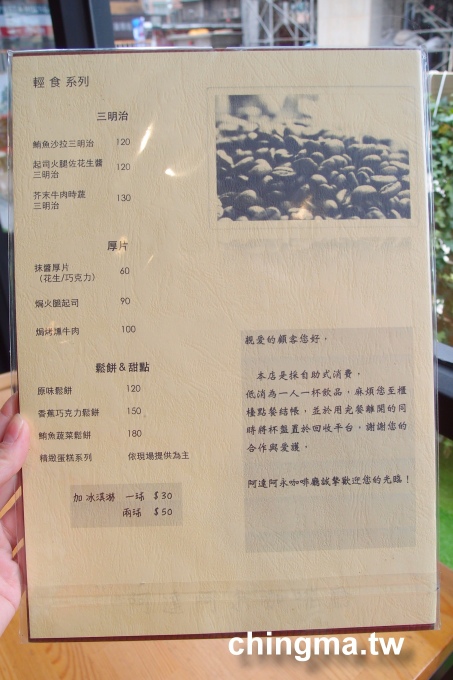 輕食系列
三明治
鮪魚沙拉三明治 120
起司火腿佐花生醬
三明治 120
芥末牛肉時蔬
三明治 130
厚片
抹醬厚片
(花生/巧克力) 60
焗火腿起司 90
焗烤燻牛肉 100
鬆餅&甜點
原味鬆餅 120
香蕉巧克力鬆餅 150
鮪魚蔬菜鬆餅 180
精緻蛋糕系列 依現場提供為主
加冰淇淋 一球 $30
兩球 $50
親愛的顧客您好,
本店是採自助式消費,
低消為一人一杯飲品,麻煩您至櫃
檯點餐結帳,並於用完餐離開的同
時將杯盤置於回收平台,謝謝您的
合作與愛護。
阿達阿永咖啡廳誠摯歡迎您的光臨!
chingma.tw